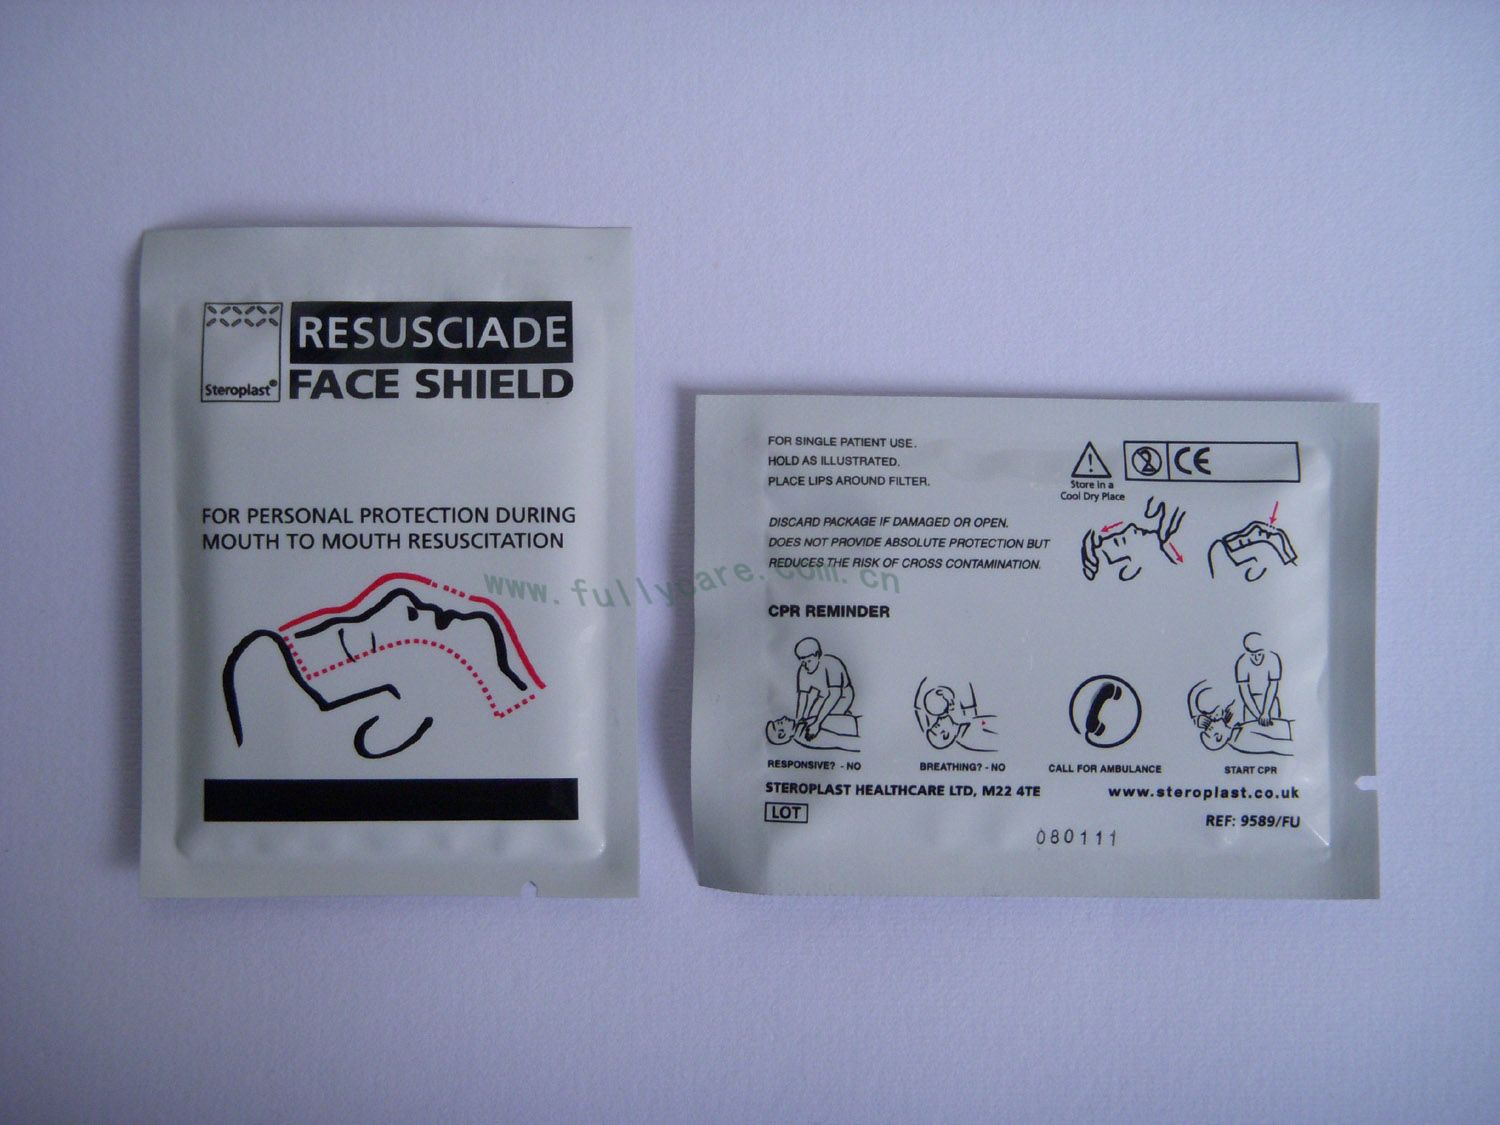 RESUSCIADE
Steroplast®
FACE SHIELD
FOR PERSONAL PROTECTION DURING
MOUTH TO MOUTH RESUSCITATION
www.fullycare.com.cn
FOR SINGLE PATIENT USE.
HOLD AS ILLUSTRATED.
PLACE LIPS AROUND FILTER.
Store in a
Cool Dry Place
2
CE
DISCARD PACKAGE IF DAMAGED OR OPEN.
DOES NOT PROVIDE ABSOLUTE PROTECTION BUT
REDUCES THE RISK OF CROSS CONTAMINATION.
CPR REMINDER
RESPONSIVE? - NO
BREATHING? - NO
CALL FOR AMBULANCE
START CPR
STEROPLAST HEALTHCARE LTD, M22 4TE
www.steroplast.co.uk
LOT
REF: 9589/FU
080111